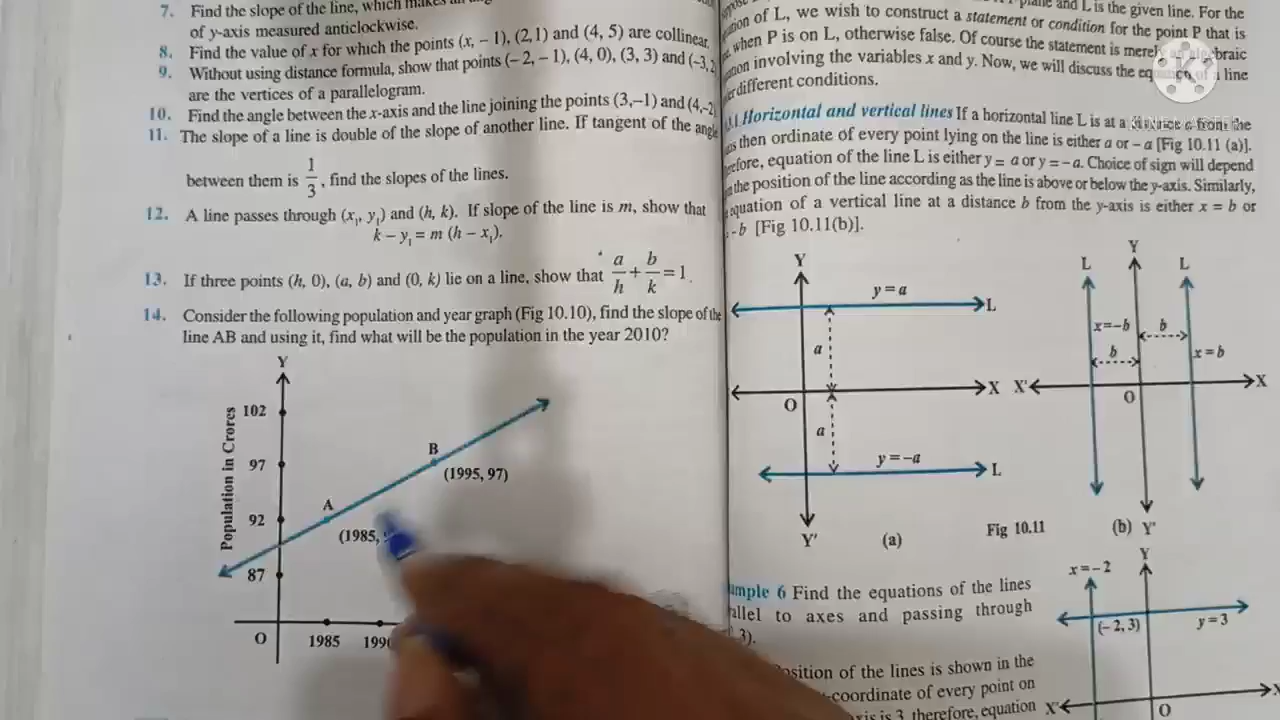 7. Find the slope of the line, which makes an
of y-axis measured anticlockwise.
8. Find the value of x for which the points (x, – 1), (2,1) and (4, 5) are collinear.
9. Without using distance formula, show that points (– 2, – 1), (4, 0), (3, 3) and (–3, 2
are the vertices of a parallelogram.
10. Find the angle between the x-axis and the line joining the points (3,–1) and (4,–2
11. The slope of a line is double of the slope of another line. If tangent of the angle
between them is 1/3, find the slopes of the lines.
12. A line passes through (x₁, y₁) and (h, k). If slope of the line is m, show that
k – y₁ = m (h – x₁).
13. If three points (h, 0), (a, b) and (0, k) lie on a line, show that a/h + b/k = 1.
14. Consider the following population and year graph (Fig 10.10), find the slope of the
line AB and using it, find what will be the population in the year 2010?
Y
Population in Crores
102
97
92
87
B
(1995, 97)
A
(1985,
O
1985
-plane and L is the given line. For the
of L, we wish to construct a statement or condition for the point P that is
when P is on L, otherwise false. Of course the statement is merely an algebraic
involving the variables x and y. Now, we will discuss the equation of a line
different conditions.
Horizontal and vertical lines If a horizontal line L is at a distance a from the
then ordinate of every point lying on the line is either a or – a [Fig 10.11 (a)].
equation of the line L is either y = a or y = – a. Choice of sign will depend
the position of the line according as the line is above or below the y-axis. Similarly,
equation of a vertical line at a distance b from the y-axis is either x = b or
–b [Fig 10.11(b)].
Y
y = a
L
a
X
O
a
y = –a
L
Y'
(a)
Fig 10.11
L
Y
L
x=–b
b
b
x = b
X'
X
O
(b)
Y'
6 Find the equations of the lines
to axes and passing through
3).
of the lines is shown in the
-coordinate of every point on
is 3, therefore, equation
x = – 2
Y
(– 2, 3)
y = 3
X'
X
O